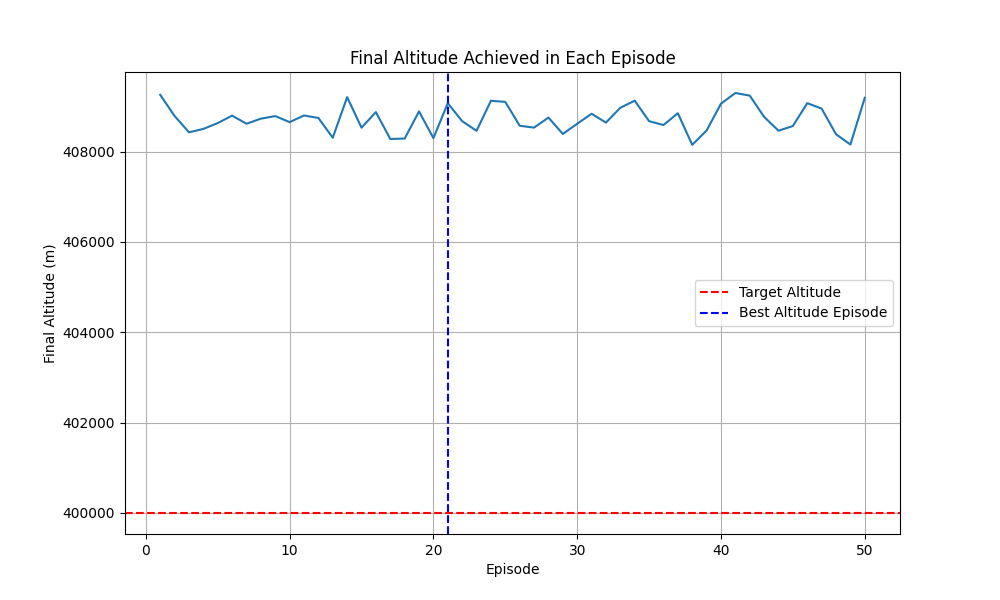 Final Altitude Achieved in Each Episode
Final Altitude (m)
408000
406000
404000
402000
400000
Target Altitude
Best Altitude Episode
0 10 20 30 40 50
Episode